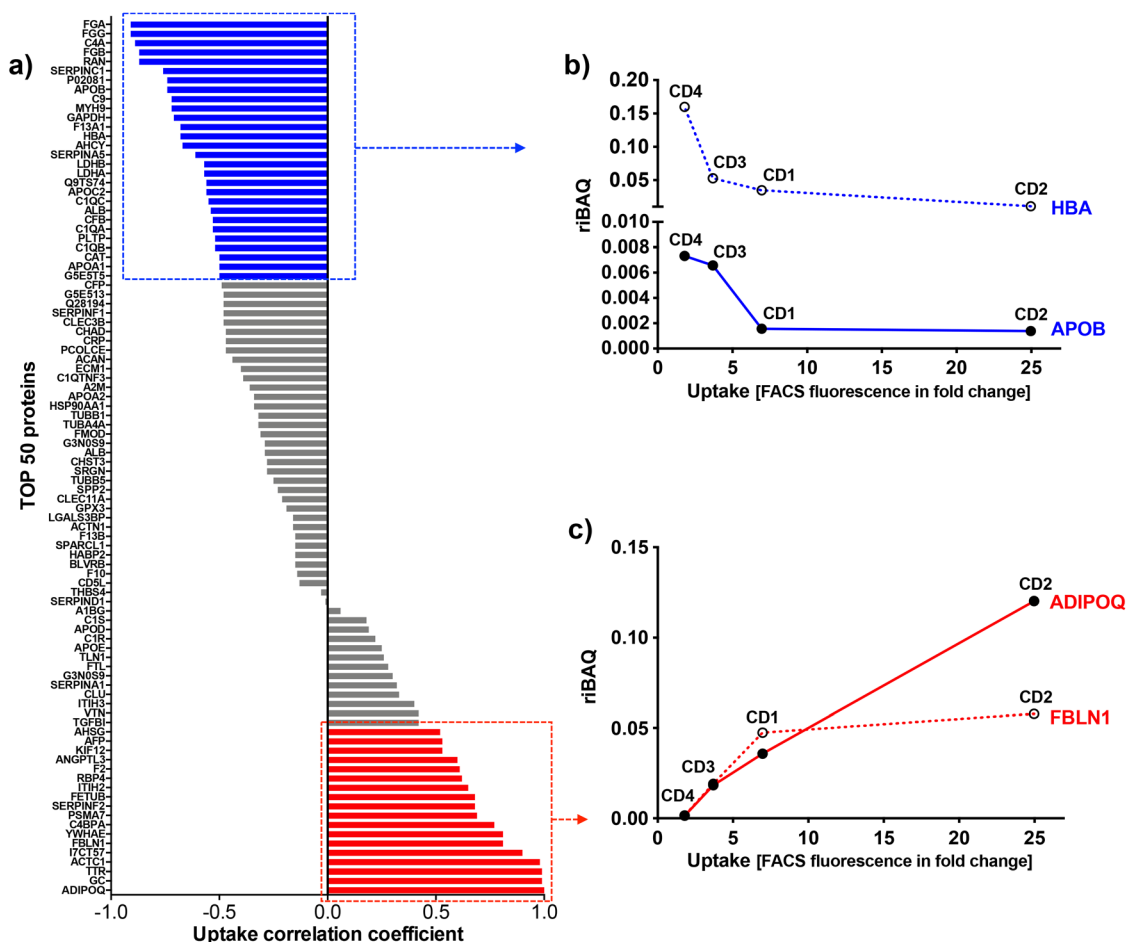 a)
TOP 50 proteins
FGA
FGG
C4A
FGB
RAN
SERPINC1
P02081
APOB
C9
MYH9
GAPDH
F13A1
HBA
AHCY
SERPINA5
LDHB
LDHA
Q9TS74
APOC2
C1QC
ALB
CFB
C1QA
PLTP
C1QB
CAT
APOA1
G5E5T5
CFP
G5E513
Q28194
SERPINF1
CLEC3B
CHAD
CRP
PCOLCE
ACAN
ECM1
C1QTNF3
A2M
APOA2
HSP90AA1
TUBB1
TUBA4A
FMOD
G3N0S9
ALB
CHST3
SRGN
TUBB5
SPP2
CLEC11A
GPX3
LGALS3BP
ACTN1
F13B
SPARCL1
HABP2
BLVRB
F10
CD5L
THBS4
SERPIND1
A1BG
C1S
APOD
C1R
APOE
TLN1
FTL
G3N0S9
SERPINA1
CLU
ITIH3
VTN
TGFBI
AHSG
AFP
KIF12
ANGPTL3
F2
RBP4
ITIH2
FETUB
SERPINF2
PSMA7
C4BPA
YWHAE
FBLN1
I7CT57
ACTC1
TTR
GC
ADIPOQ
-1.0 -0.5 0.0 0.5 1.0
Uptake correlation coefficient
b)
riBAQ
0.20
0.15
0.10
0.05
0.010
0.008
0.006
0.004
0.002
0.000
CD4
CD3
CD1
CD2
HBA
CD4
CD3
CD1
CD2
APOB
0 5 10 15 20 25
Uptake [FACS fluorescence in fold change]
c)
riBAQ
0.15
0.10
0.05
0.00
CD4
CD3
CD1
CD2
ADIPOQ
CD2
FBLN1
0 5 10 15 20 25
Uptake [FACS fluorescence in fold change]